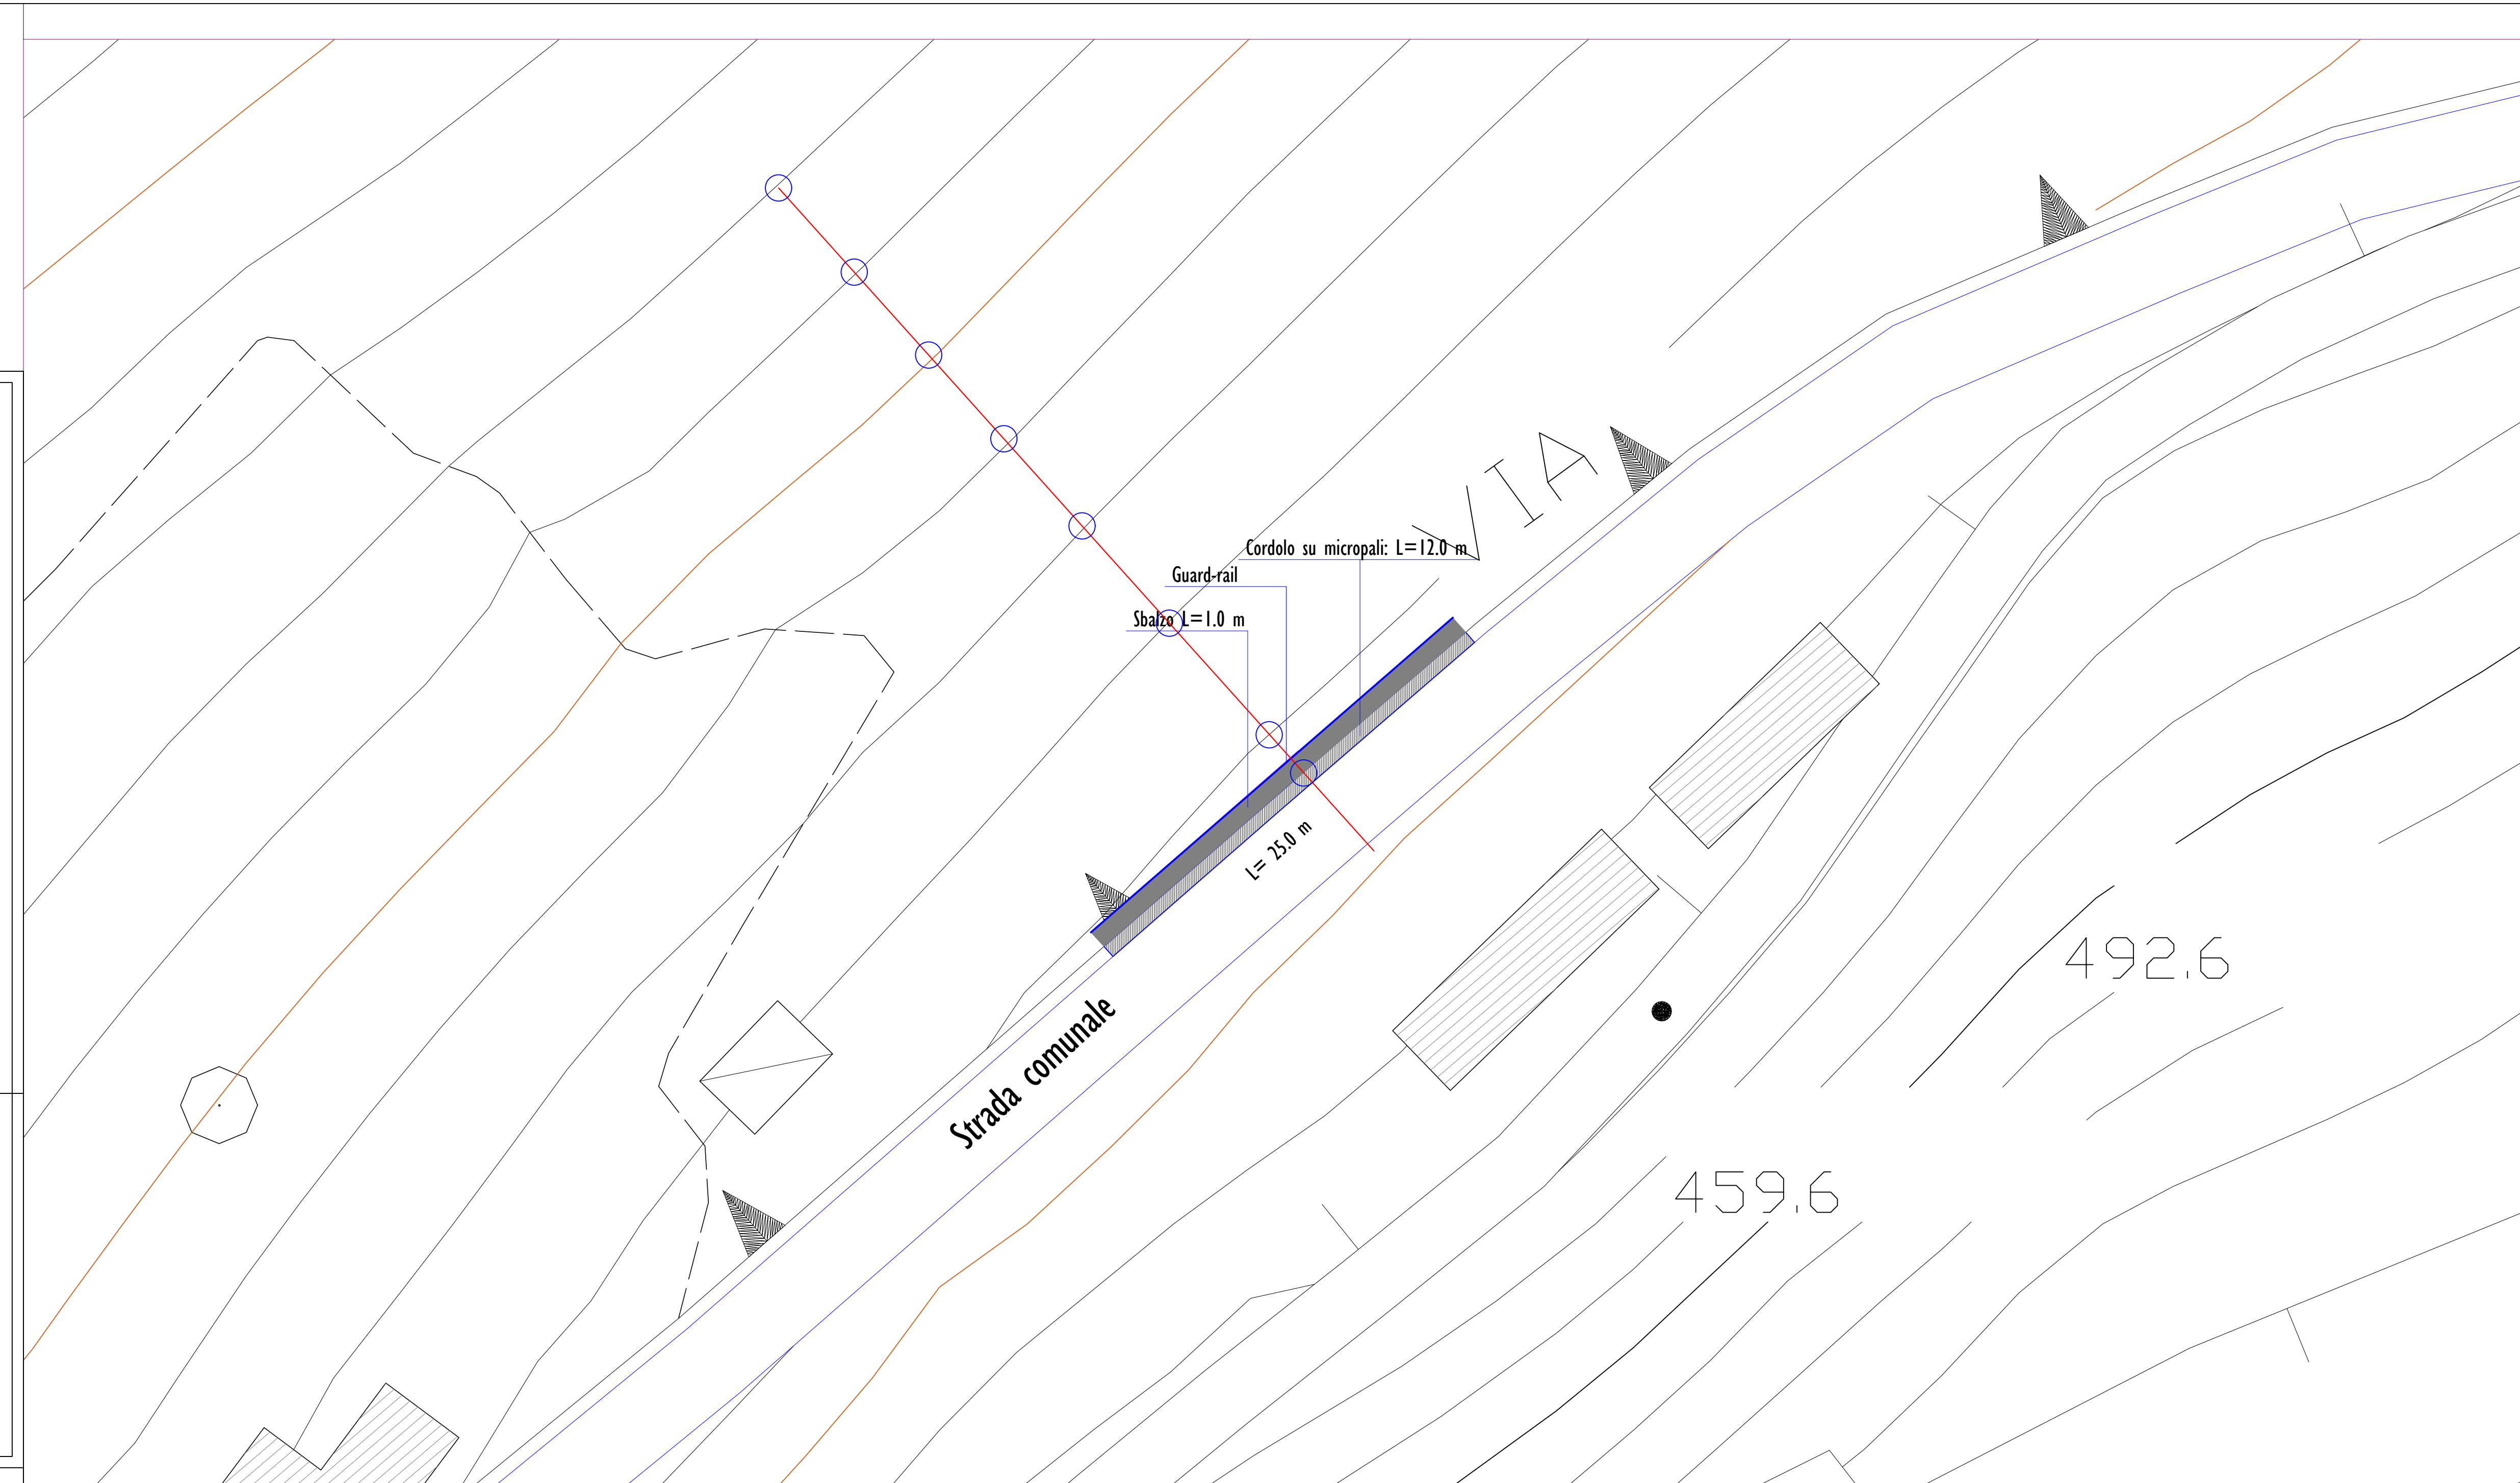 VIA
Cordolo su micropali: L=12.0 m
Guard-rail
Sbalzo L=1.0 m
L= 25.0 m
Strada comunale
492.6
459.6